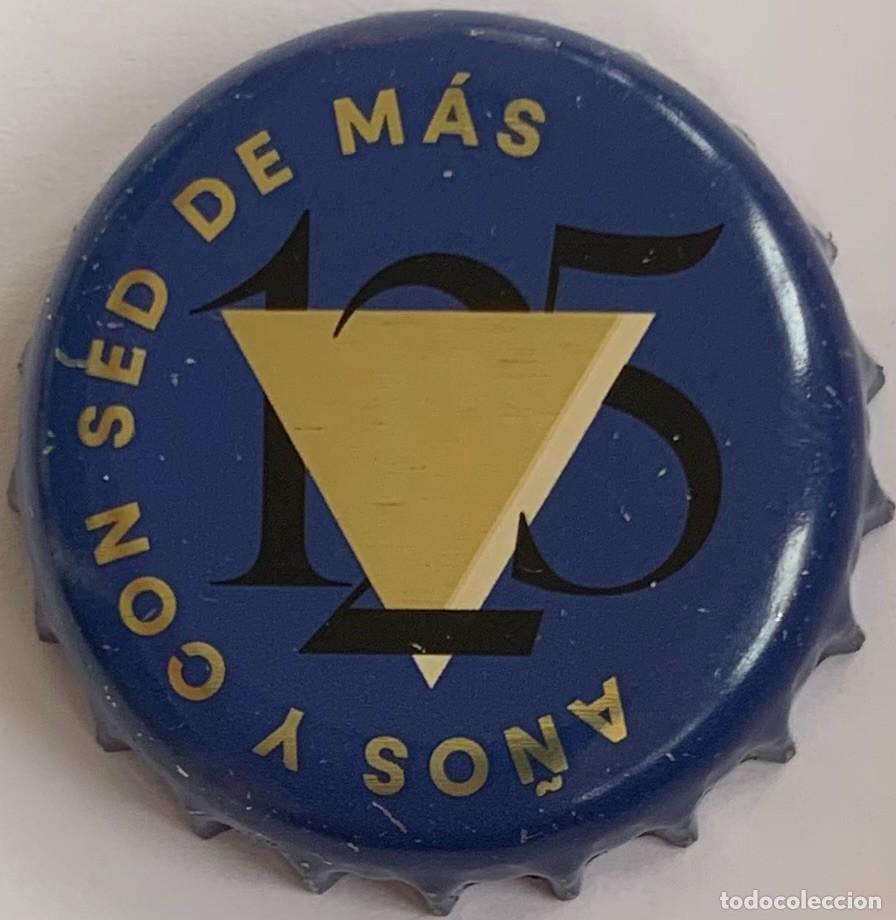 125
AÑOS Y CON SED DE MÁS
todocoleccion